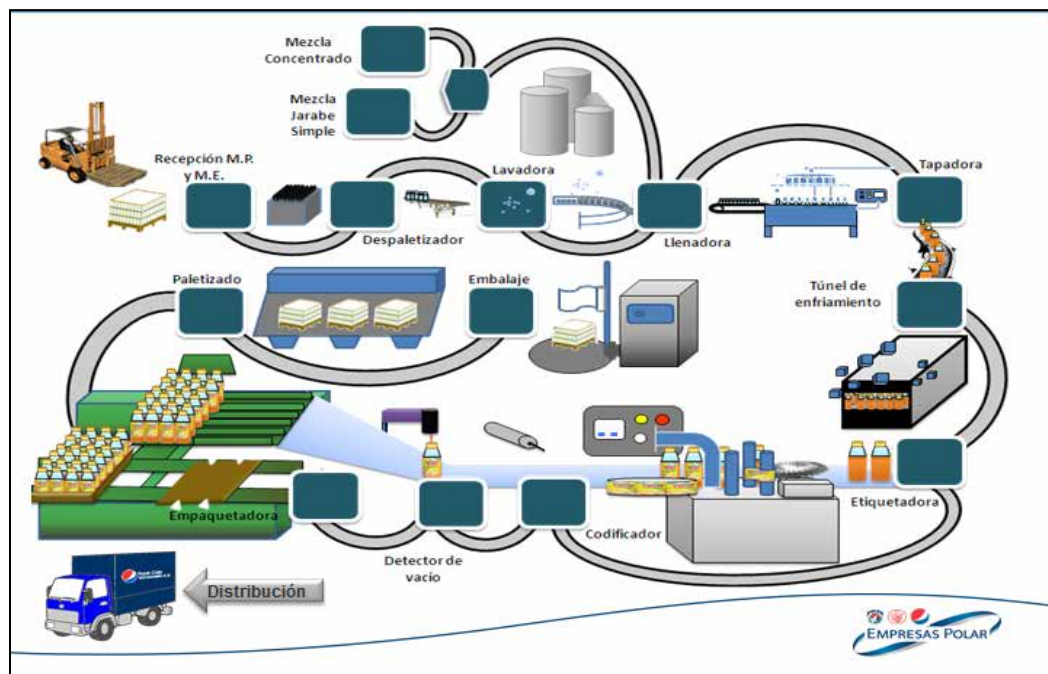 Mezcla
Concentrado
Mezcla
Jarabe
Simple
Recepción M.P.
y M.E.
Lavadora
Tapadora
Despaletizador
Llenadora
Paletizado
Embalaje
Túnel de
enfriamiento
Empaquetadora
Codificador
Etiquetadora
Detector de
vacío
Distribución
EMPRESAS POLAR